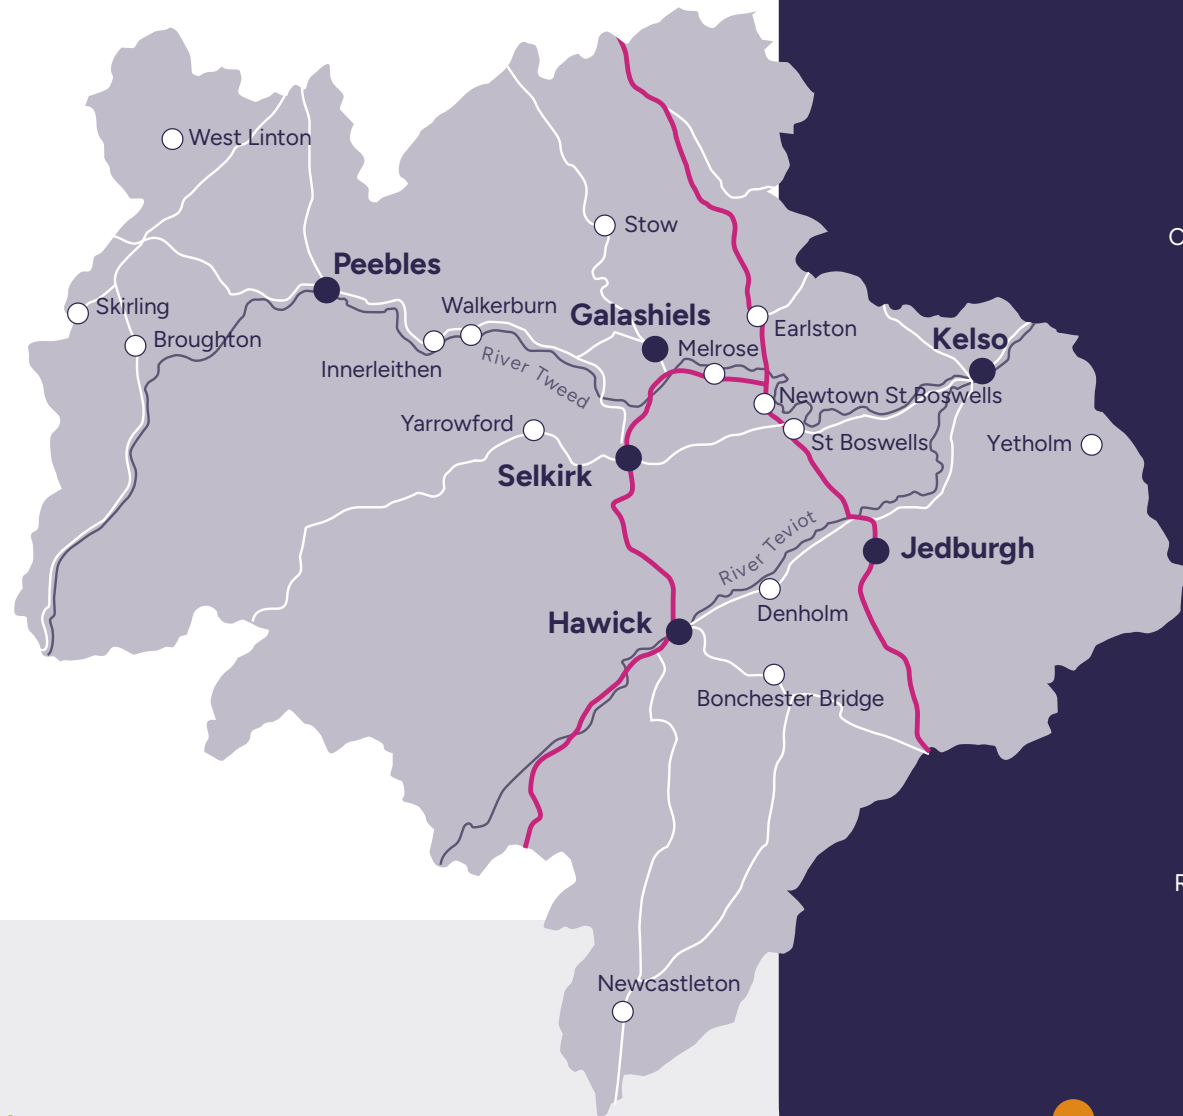 West Linton
Stow
O
Peebles
Skirling
Walkerburn
Galashiels
Earlston
Broughton
Kelso
Melrose
Innerleithen
River Tweed
Newtown St Boswells
Yarrowford
St Boswells
Yetholm
Selkirk
River Teviot
Jedburgh
Denholm
Hawick
Bonchester Bridge
R
Newcastleton